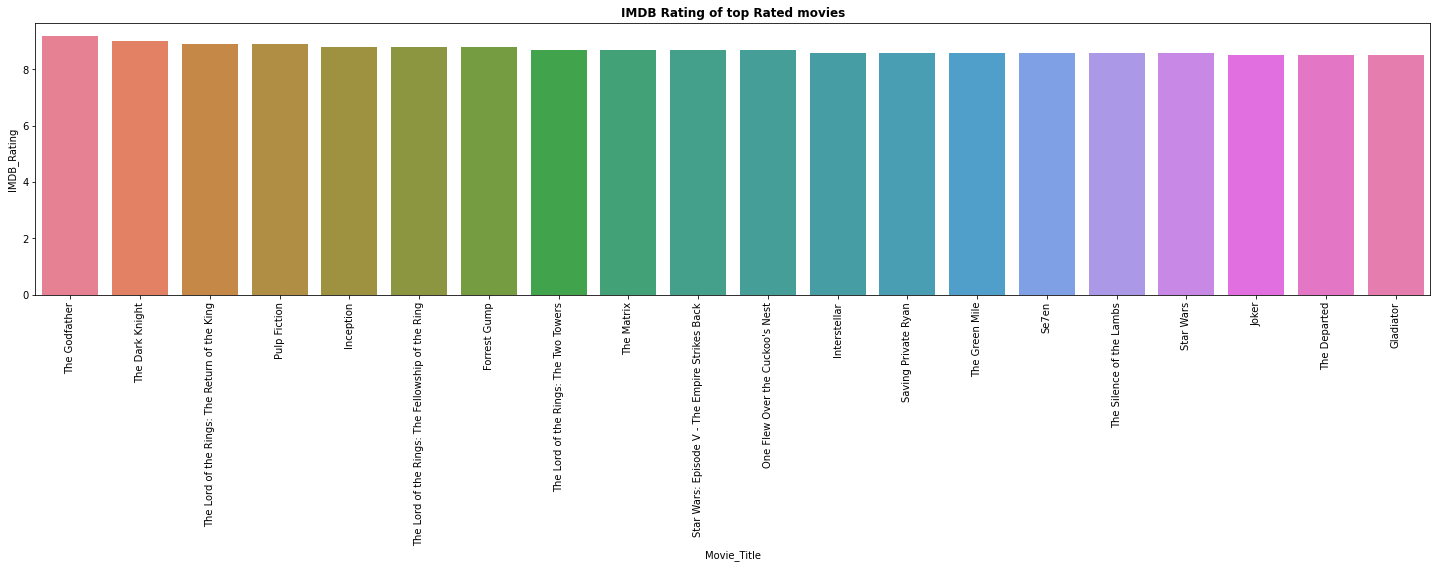 IMDB Rating of top Rated movies
IMDB_Rating
8
6
4
2
0
The Godfather
The Dark Knight
The Lord of the Rings: The Return of the King
Pulp Fiction
Inception
The Lord of the Rings: The Fellowship of the Ring
Forrest Gump
The Lord of the Rings: The Two Towers
The Matrix
Star Wars: Episode V - The Empire Strikes Back
One Flew Over the Cuckoo's Nest
Interstellar
Saving Private Ryan
The Green Mile
Se7en
The Silence of the Lambs
Star Wars
Joker
The Departed
Gladiator
Movie_Title